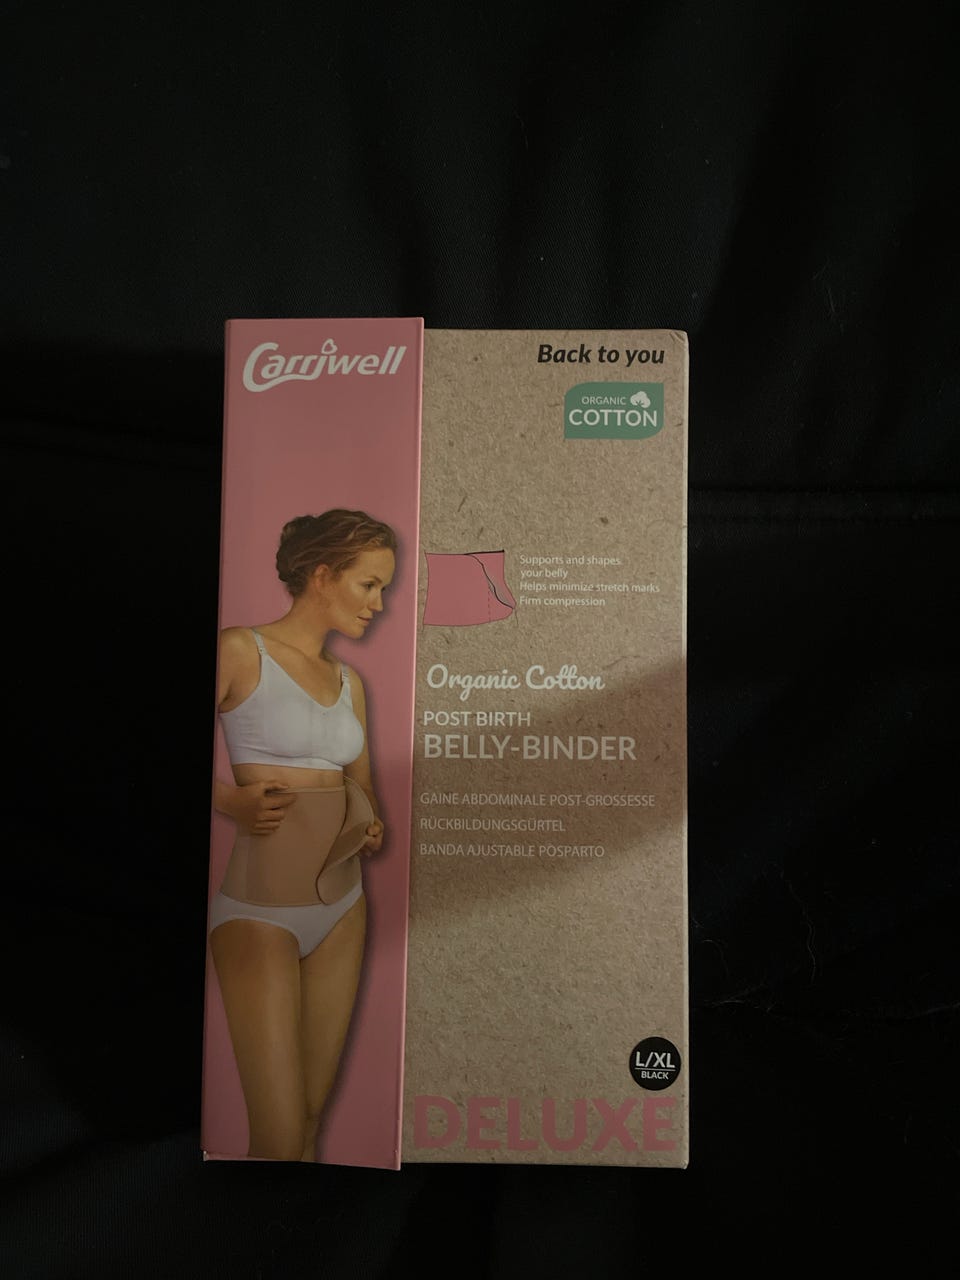 Carriwell
Back to you
ORGANIC
COTTON
Supports and shapes
your belly
Helps minimize stretch marks
Firm compression
Organic Cotton
POST BIRTH
BELLY-BINDER
GAINE ABDOMINALE POST-GROSSESSE
RÜCKBILDUNGSGÜRTEL
BANDA AJUSTABLE POSPARTO
L/XL
BLACK
DELUXE